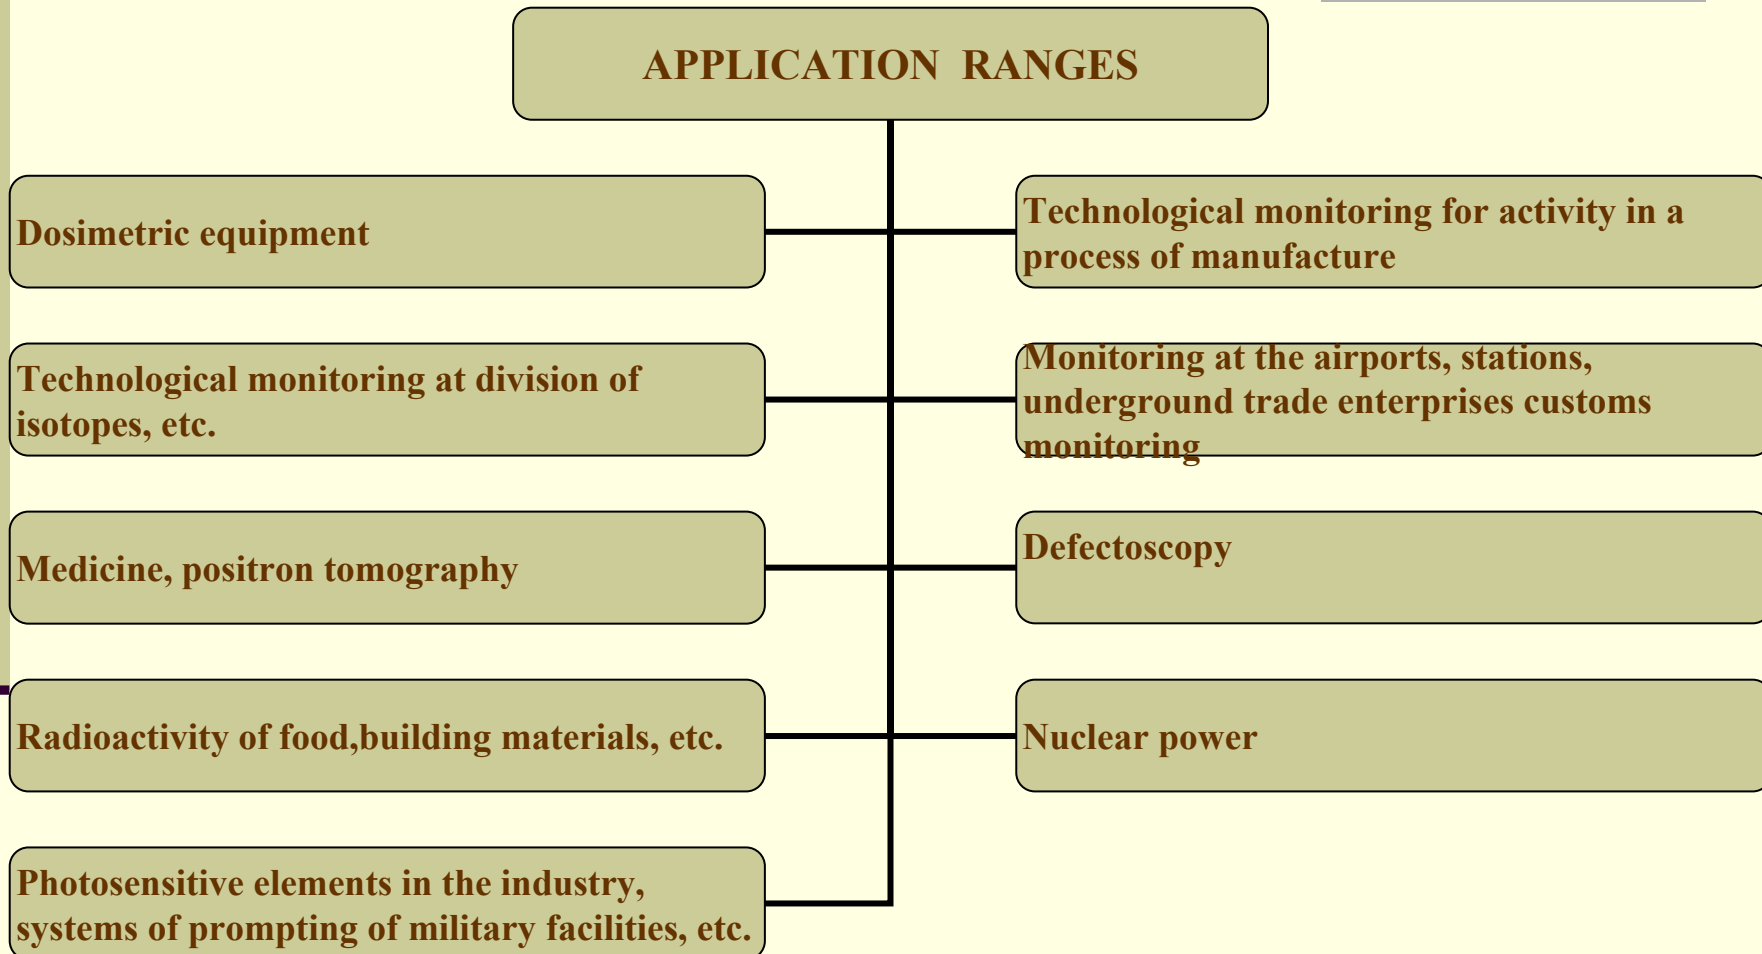 APPLICATION RANGES
Dosimetric equipment
Technological monitoring for activity in a
process of manufacture
Technological monitoring at division of
isotopes, etc.
Monitoring at the airports, stations,
underground trade enterprises customs
monitoring
Medicine, positron tomography
Defectoscopy
Radioactivity of food,building materials, etc.
Nuclear power
Photosensitive elements in the industry,
systems of prompting of military facilities, etc.